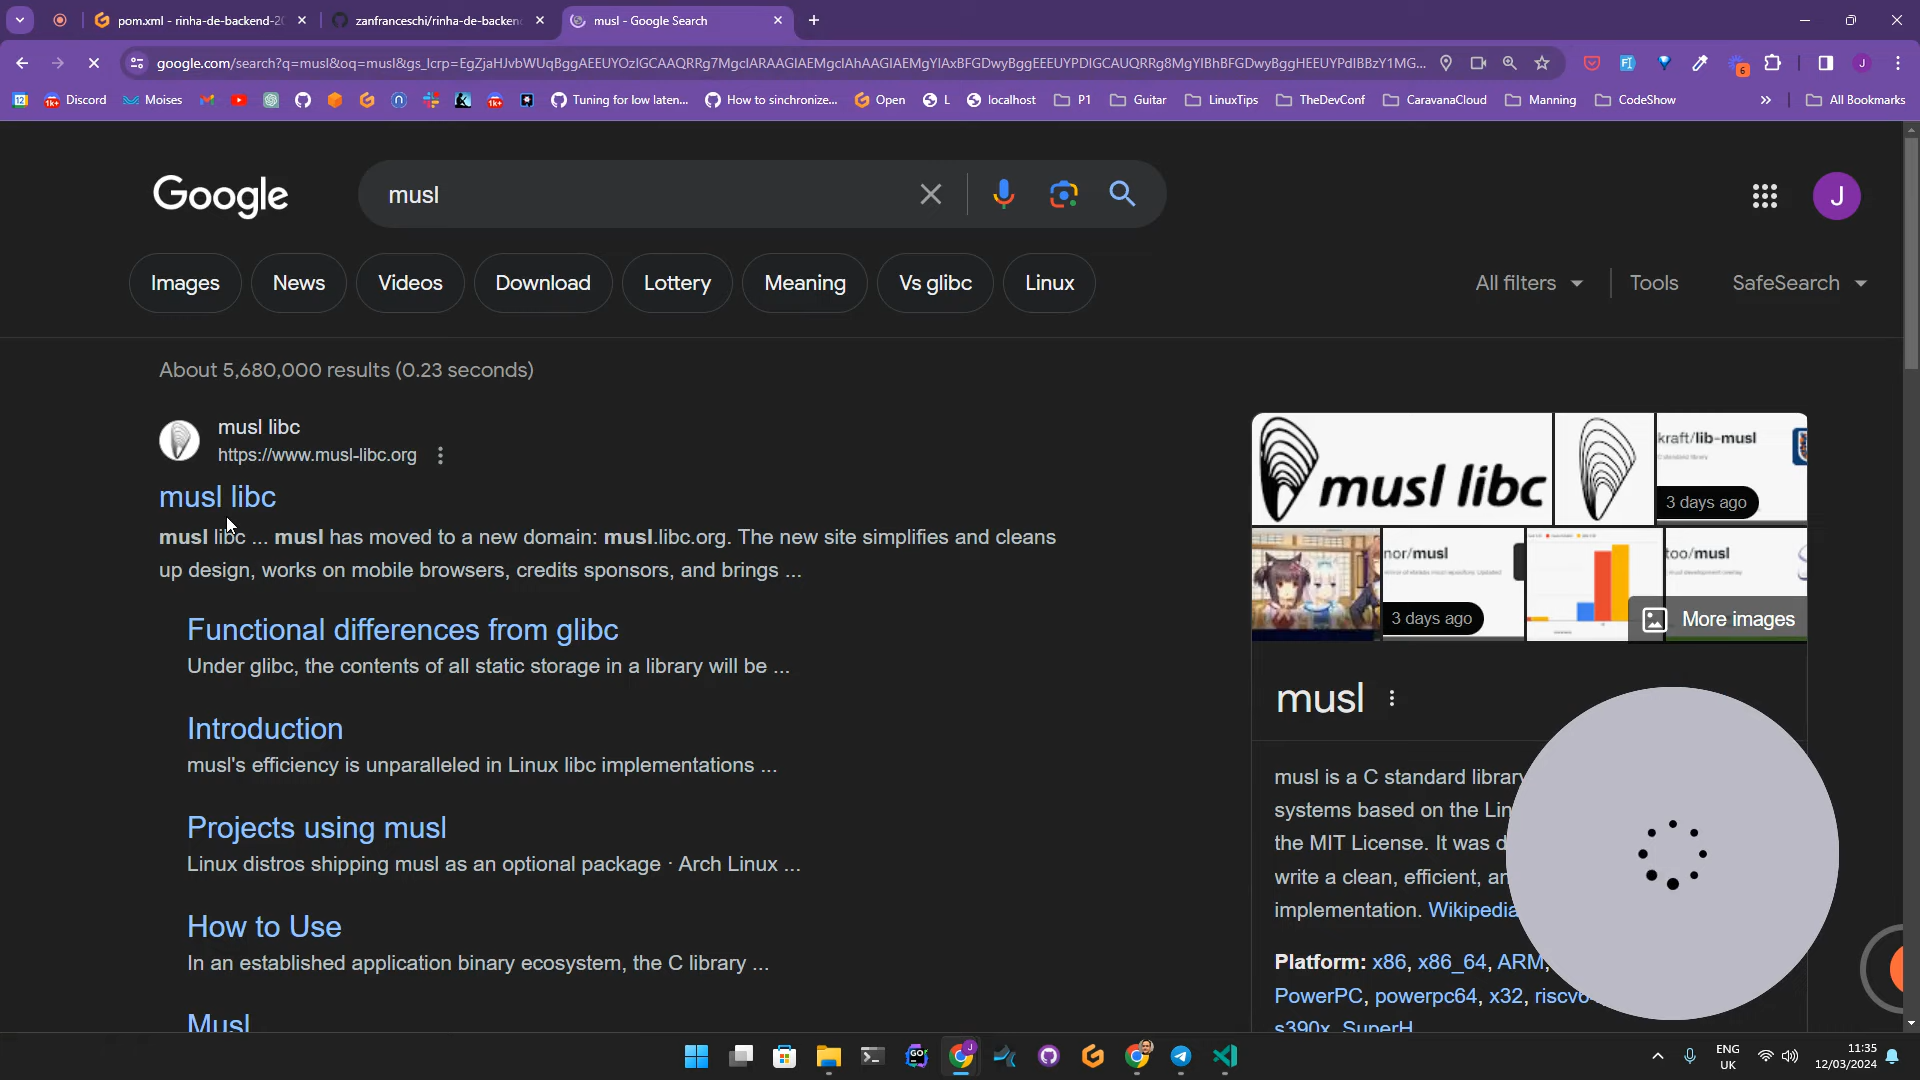 pom.xml - rinha-de-backend-20
zanfranceschi/rinha-de-backen
musl - Google Search
google.com/search?q=musl&oq=musl&gs_lcrp=
Discord
Moises
Tuning for low laten...
How to sinchronize...
Open
L
localhost
P1
Guitar
LinuxTips
TheDevConf
CaravanaCloud
Manning
CodeShow
All Bookmarks
Google
musl
J
Images
News
Videos
Download
Lottery
Meaning
Vs glibc
Linux
All filters
Tools
SafeSearch
About 5,680,000 results (0.23 seconds)
musl libc
https://www.musl-libc.org
musl libc
musl libc ... musl has moved to a new domain: musl.libc.org. The new site simplifies and cleans
up design, works on mobile browsers, credits sponsors, and brings ...
Functional differences from glibc
Under glibc, the contents of all static storage in a library will be ...
Introduction
musl's efficiency is unparalleled in Linux libc implementations ...
Projects using musl
Linux distros shipping musl as an optional package · Arch Linux ...
How to Use
In an established application binary ecosystem, the C library ...
Musl
musl libc
kraft/lib-musl
3 days ago
nor/musl
3 days ago
too/musl
More images
musl
musl is a C standard library
systems based on the Lin
the MIT License. It was d
write a clean, efficient, an
implementation. Wikipedia
Platform: x86, x86_64, ARM,
PowerPC, powerpc64, x32, riscv6
s390x, SuperH
ENG
UK
11:35
12/03/2024